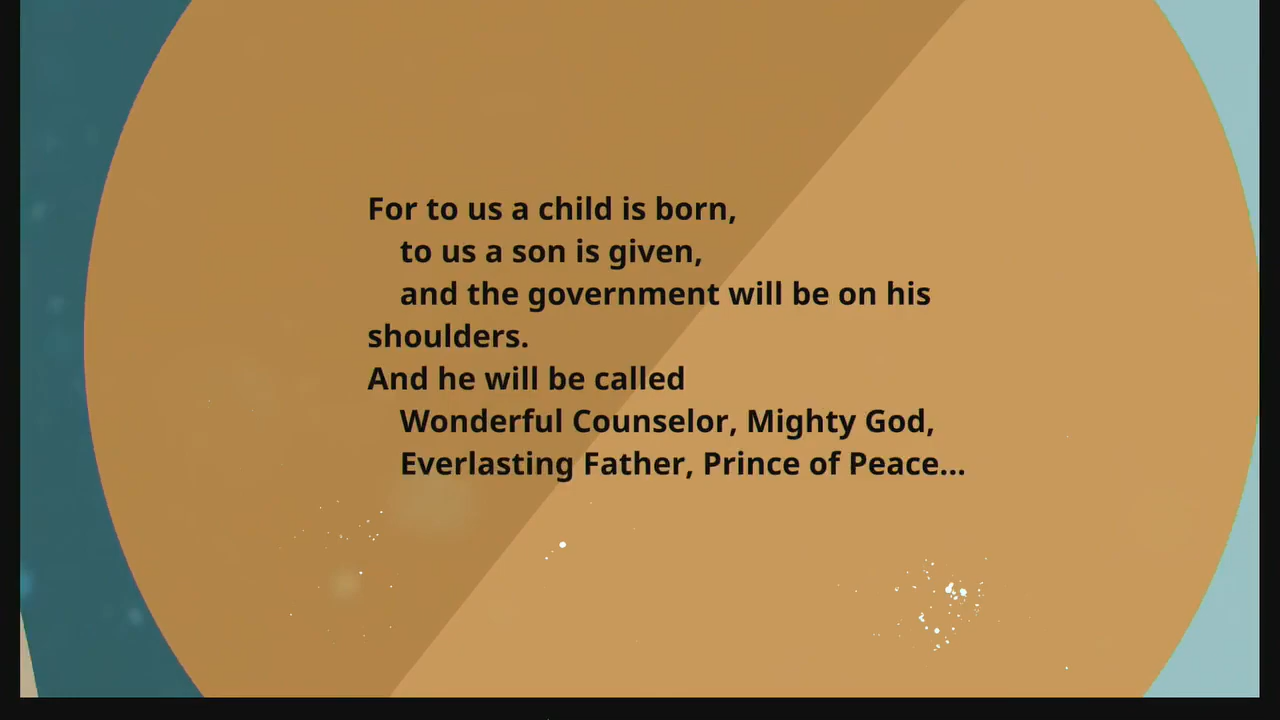 For to us a child is born,
to us a son is given,
and the government will be on his
shoulders.
And he will be called
Wonderful Counselor, Mighty God,
Everlasting Father, Prince of Peace...